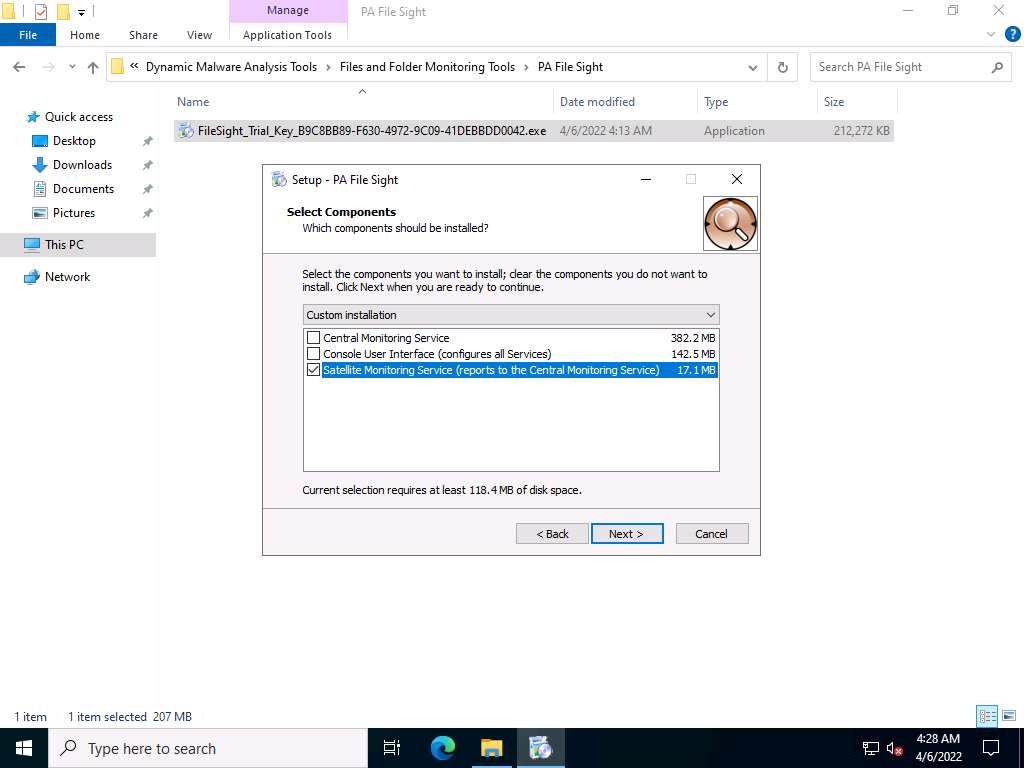 Manage
PA File Sight
File
Home
Share
View
Application Tools
?
« Dynamic Malware Analysis Tools › Files and Folder Monitoring Tools › PA File Sight
Search PA File Sight
Name
Date modified
Type
Size
Quick access
Desktop
Downloads
Documents
Pictures
This PC
Network
FileSight_Trial_Key_B9C8BB89-F630-4972-9C09-41DEBBDD0042.exe 4/6/2022 4:13 AM Application 212,272 KB
Setup - PA File Sight
Select Components
Which components should be installed?
Select the components you want to install; clear the components you do not want to
install. Click Next when you are ready to continue.
Custom installation
Central Monitoring Service 382.2 MB
Console User Interface (configures all Services) 142.5 MB
Satellite Monitoring Service (reports to the Central Monitoring Service) 17.1 MB
Current selection requires at least 118.4 MB of disk space.
< Back
Next >
Cancel
1 item
1 item selected 207 MB
Type here to search
4:28 AM
4/6/2022